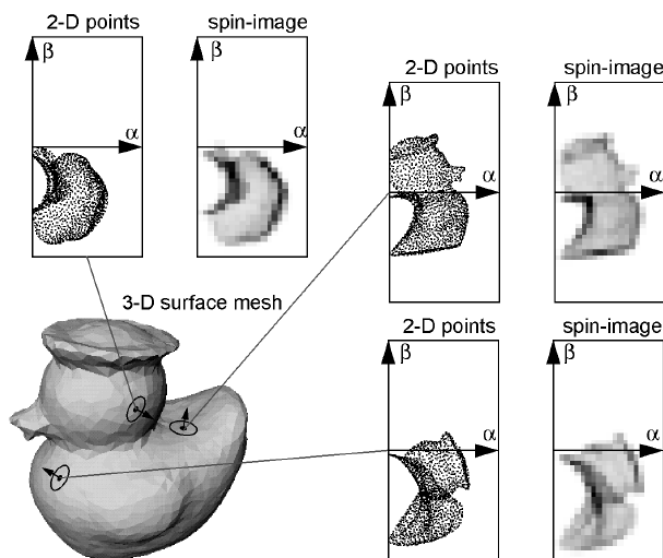 2-D points
spin-image
β
α
2-D points
spin-image
β
α
α
3-D surface mesh
2-D points
spin-image
β
α
α